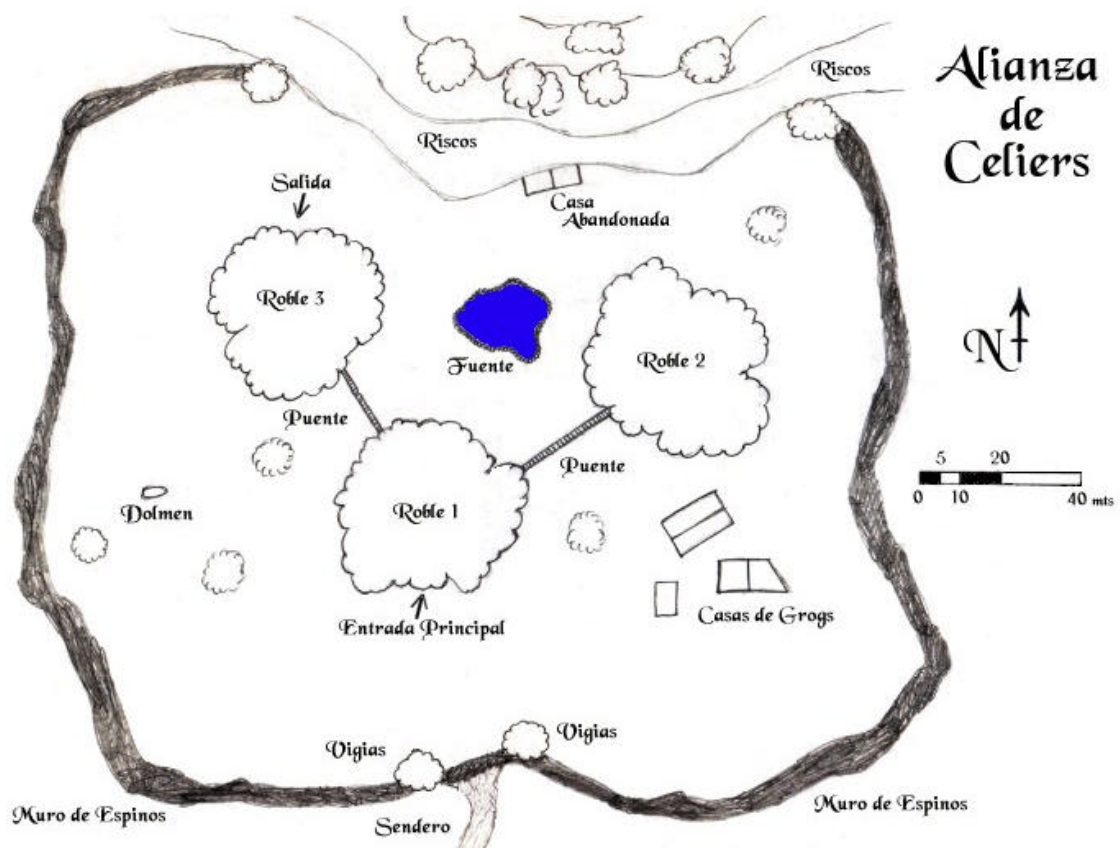 Alianza
de
Celiers
Riscos
Riscos
Salida
Casa
Abandonada
Roble 3
Roble 2
Fuente
N
Puente
Puente
5 20
0 10 40 mts
Roble 1
Dolmen
Entrada Principal
Casas de Grogs
Vigias
Vigias
Muro de Espinos
Muro de Espinos
Sendero